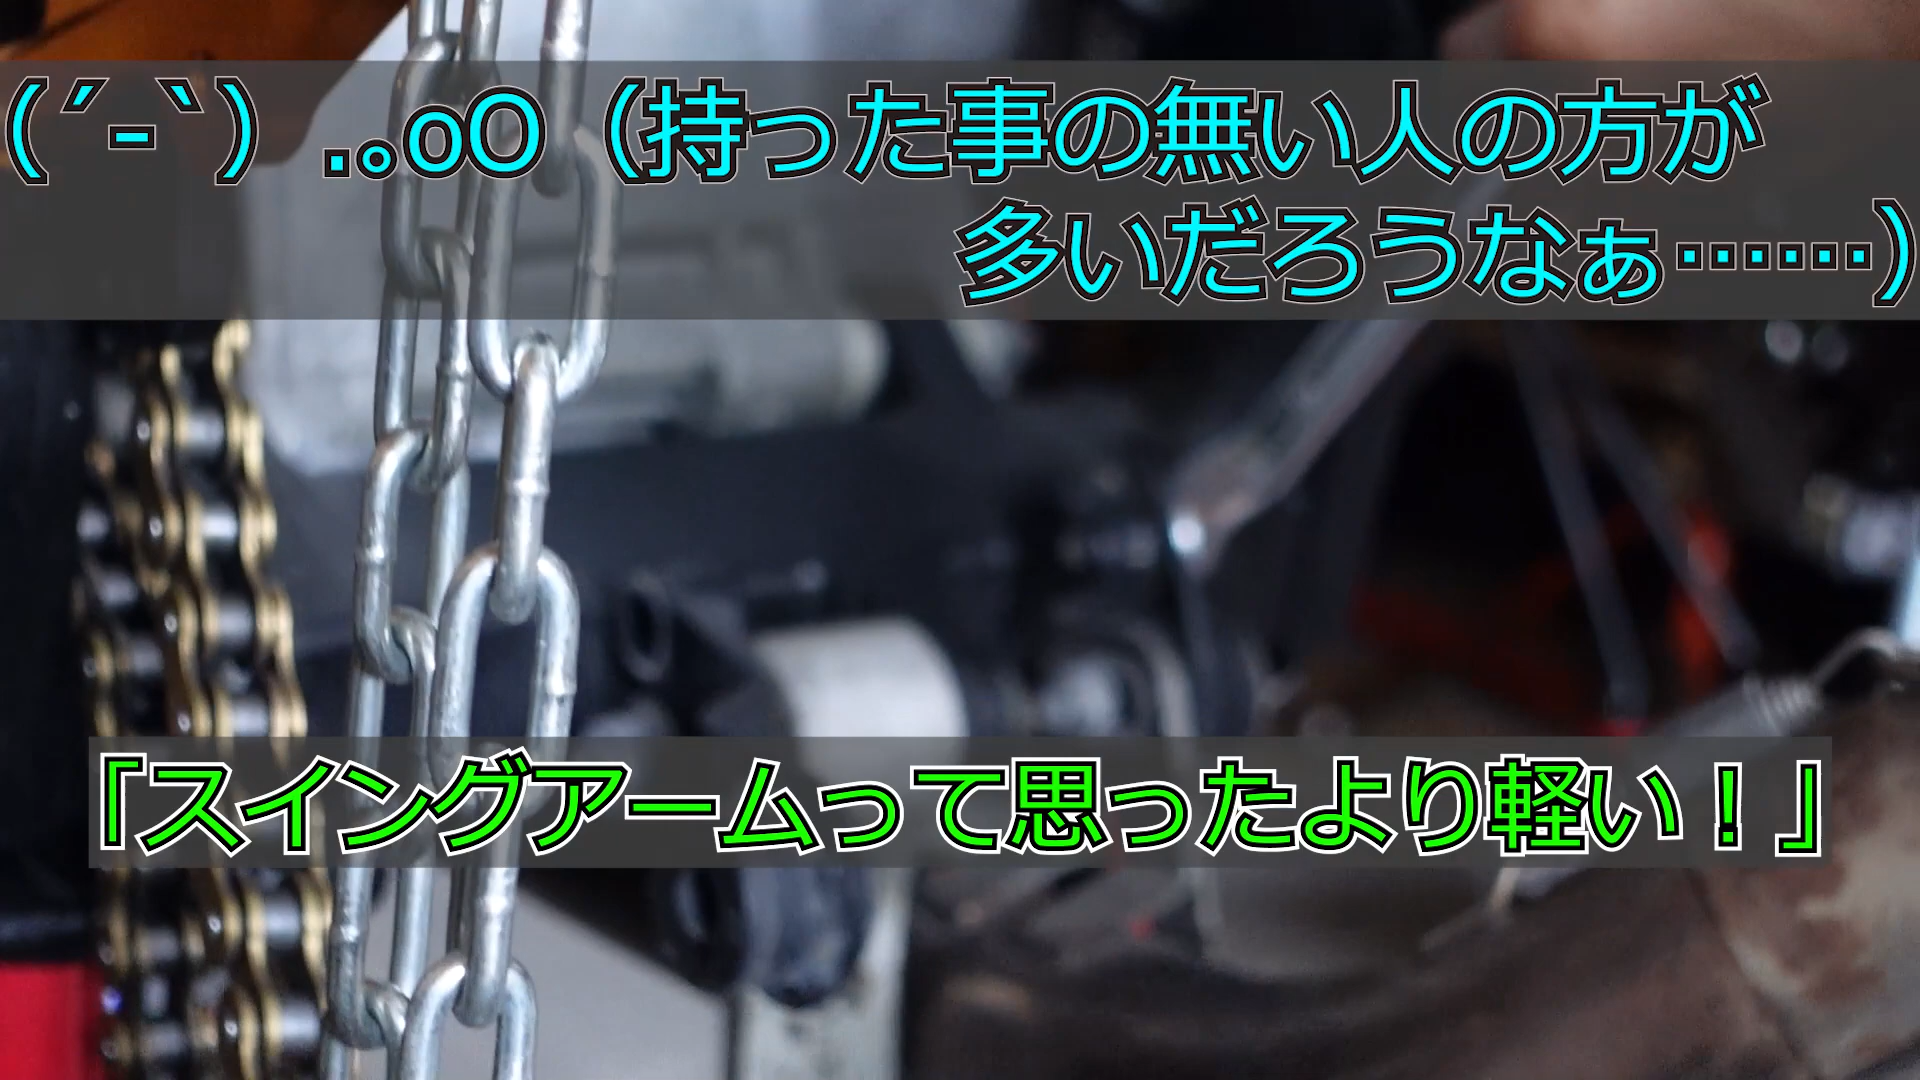 （´-`）.｡oO（持った事の無い人の方が
多いだろうなぁ……）
「スイングアームって思ったより軽い！」